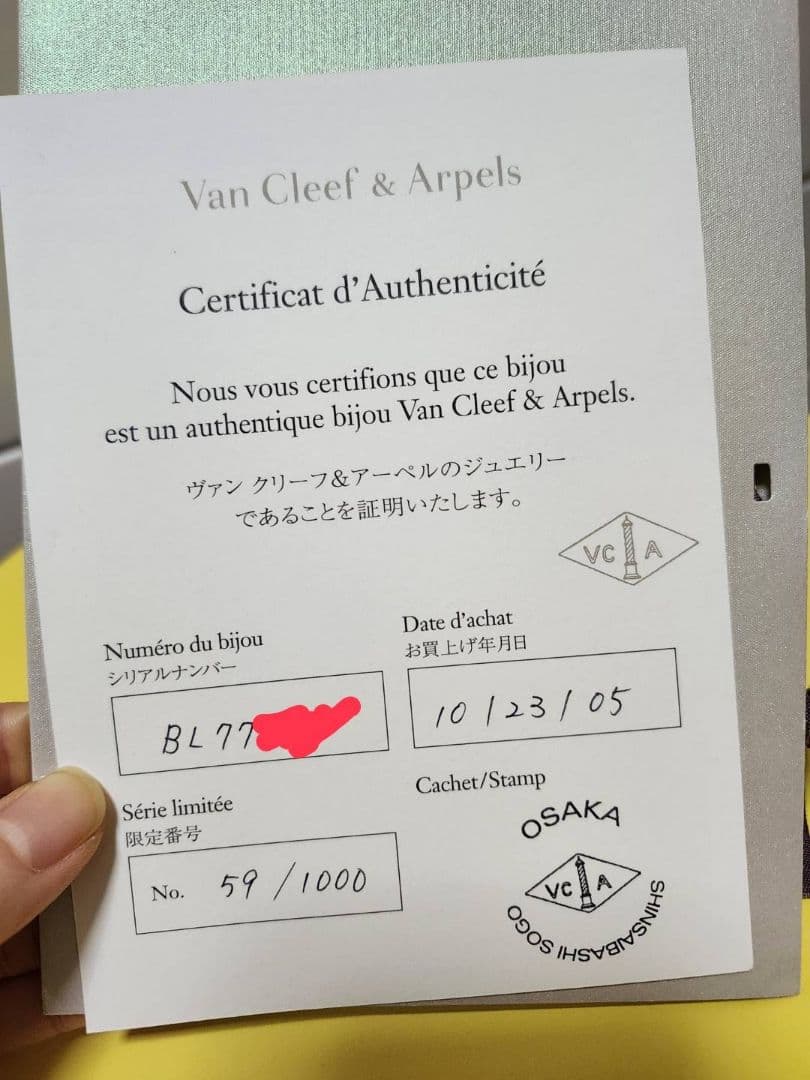 Van Cleef & Arpels
Certificat d'Authenticité
Nous vous certifions que ce bijou
est un authentique bijou Van Cleef & Arpels.
ヴァン クリーフ&アーペルのジュエリー
であることを証明いたします。
VC A
Numéro du bijou
シリアルナンバー
BL77
Date d'achat
お買上げ年月日
10/23/05
Série limitée
限定番号
No. 59/1000
Cachet/Stamp
OSAKA
VC A
SHINSAIBASHI SOGO